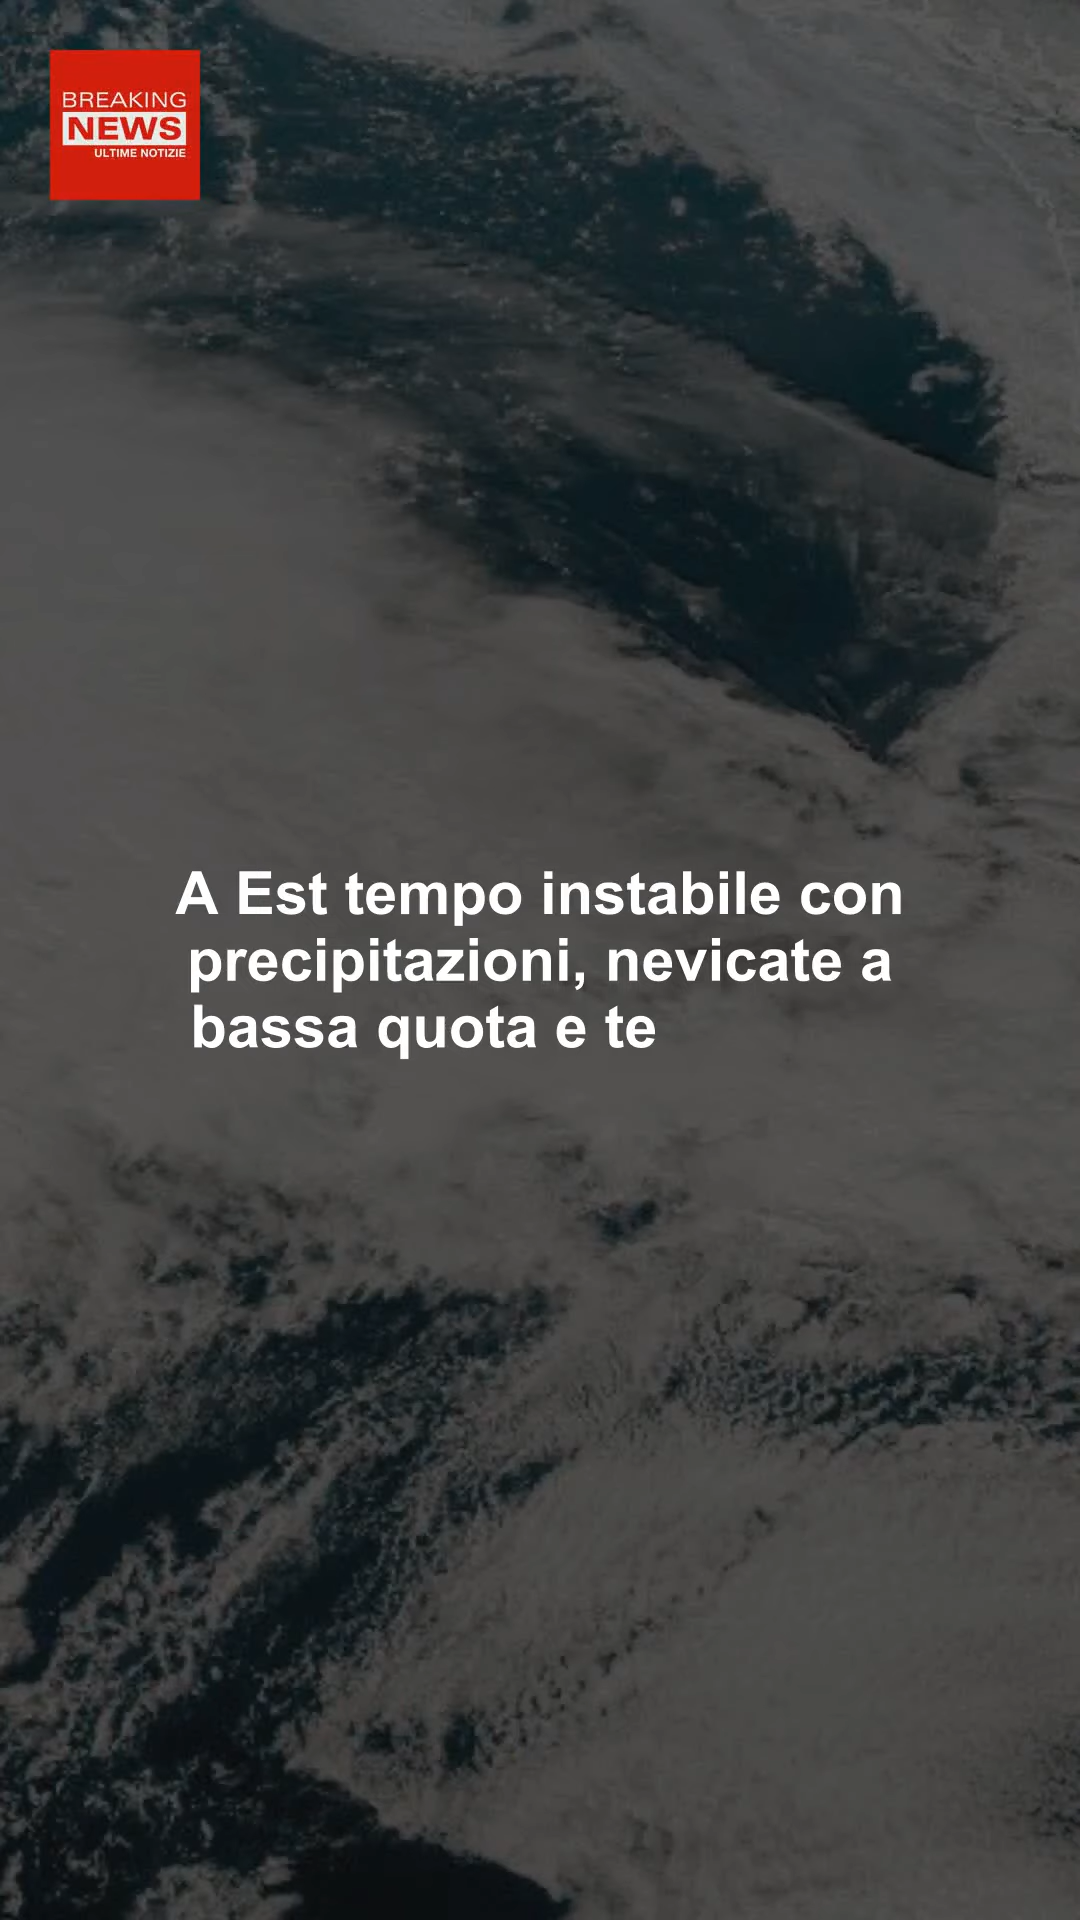 BREAKING
NEWS
ULTIME NOTIZIE
A Est tempo instabile con
precipitazioni, nevicate a
bassa quota e te